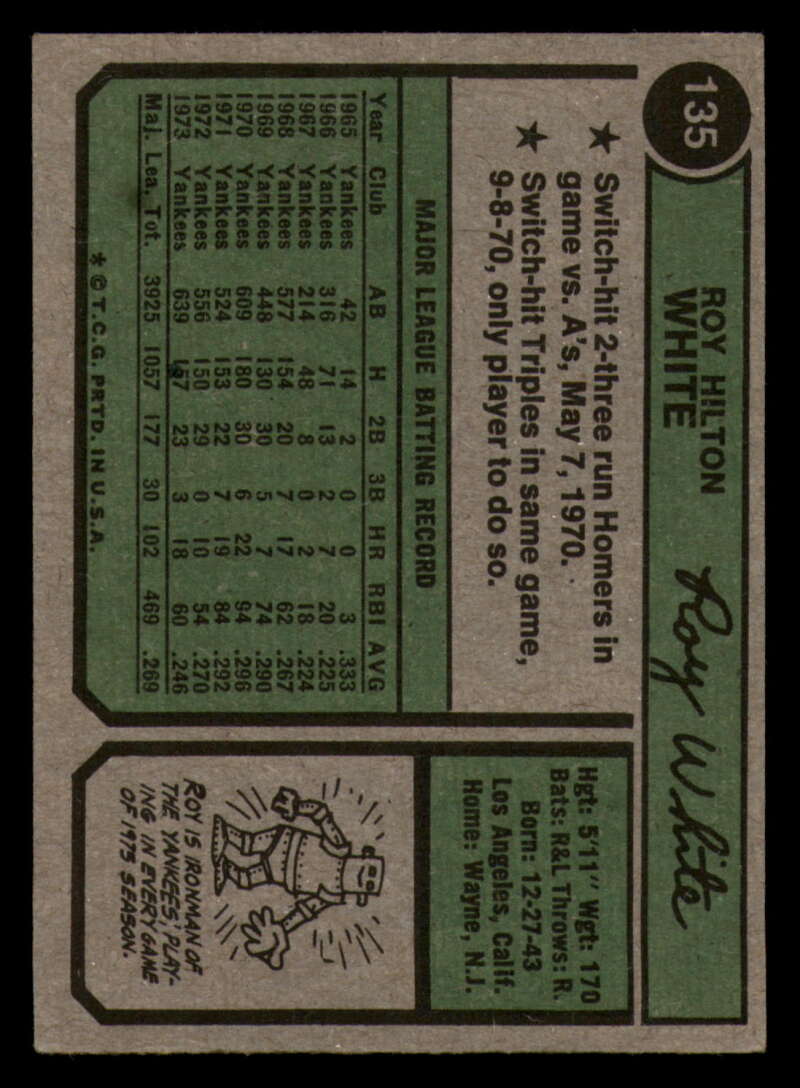 135
ROY HILTON
WHITE
Roy White
★ Switch-hit 2-three run Homers in
game vs. A's, May 7, 1970.
★ Switch-hit Triples in same game,
9-8-70, only player to do so.
MAJOR LEAGUE BATTING RECORD
Year Club AB H 2B 3B HR RBI AVG
1965 Yankees 42 14 2 0 0 3 .333
1966 Yankees 316 71 13 2 7 20 .225
1967 Yankees 214 48 8 0 2 18 .224
1968 Yankees 577 154 20 7 17 62 .267
1969 Yankees 448 130 30 5 7 74 .290
1970 Yankees 609 180 30 6 22 94 .296
1971 Yankees 524 153 22 7 19 84 .292
1972 Yankees 556 150 29 0 10 54 .270
1973 Yankees 639 157 23 3 18 60 .246
Maj. Lea. Tot. 3925 1057 177 30 102 469 .269
* © T.C.G. PRTD. IN U.S.A.
Hgt: 5'11" Wgt: 170
Bats: R&L Throws: R.
Born: 12-27-43
Los Angeles, Calif.
Home: Wayne, N.J.
ROY IS IRONMAN OF
THE YANKEES', PLAY-
ING IN EVERY GAME
OF 1973 SEASON.